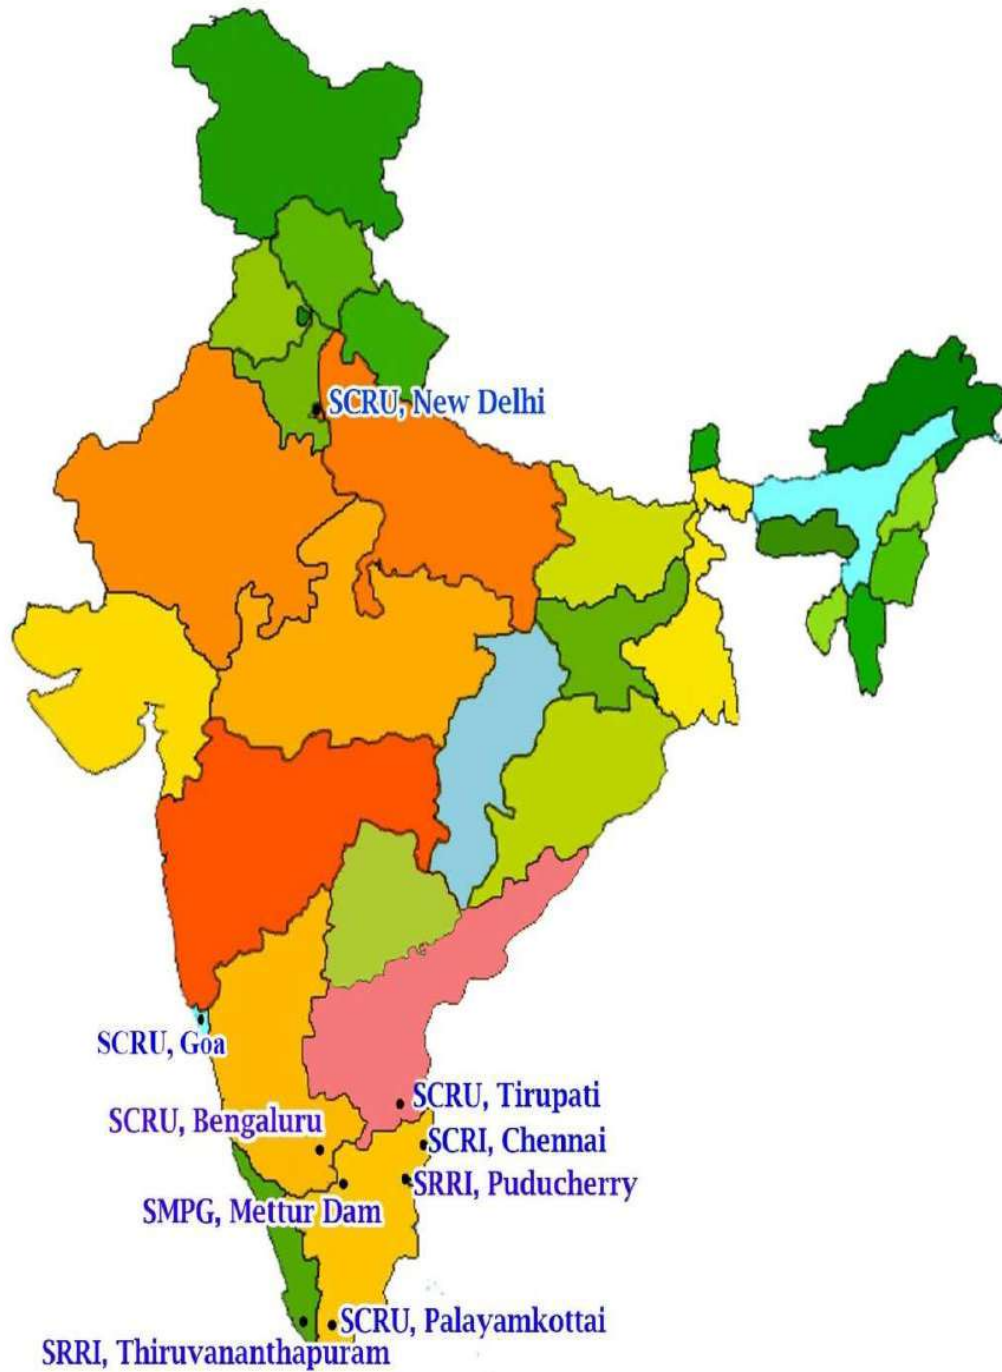 SCRU, New Delhi
SCRU, Goa
SCRU, Tirupati
SCRU, Bengaluru
SCRI, Chennai
SRRI, Puducherry
SMPG, Mettur Dam
SCRU, Palayamkottai
SRRI, Thiruvananthapuram